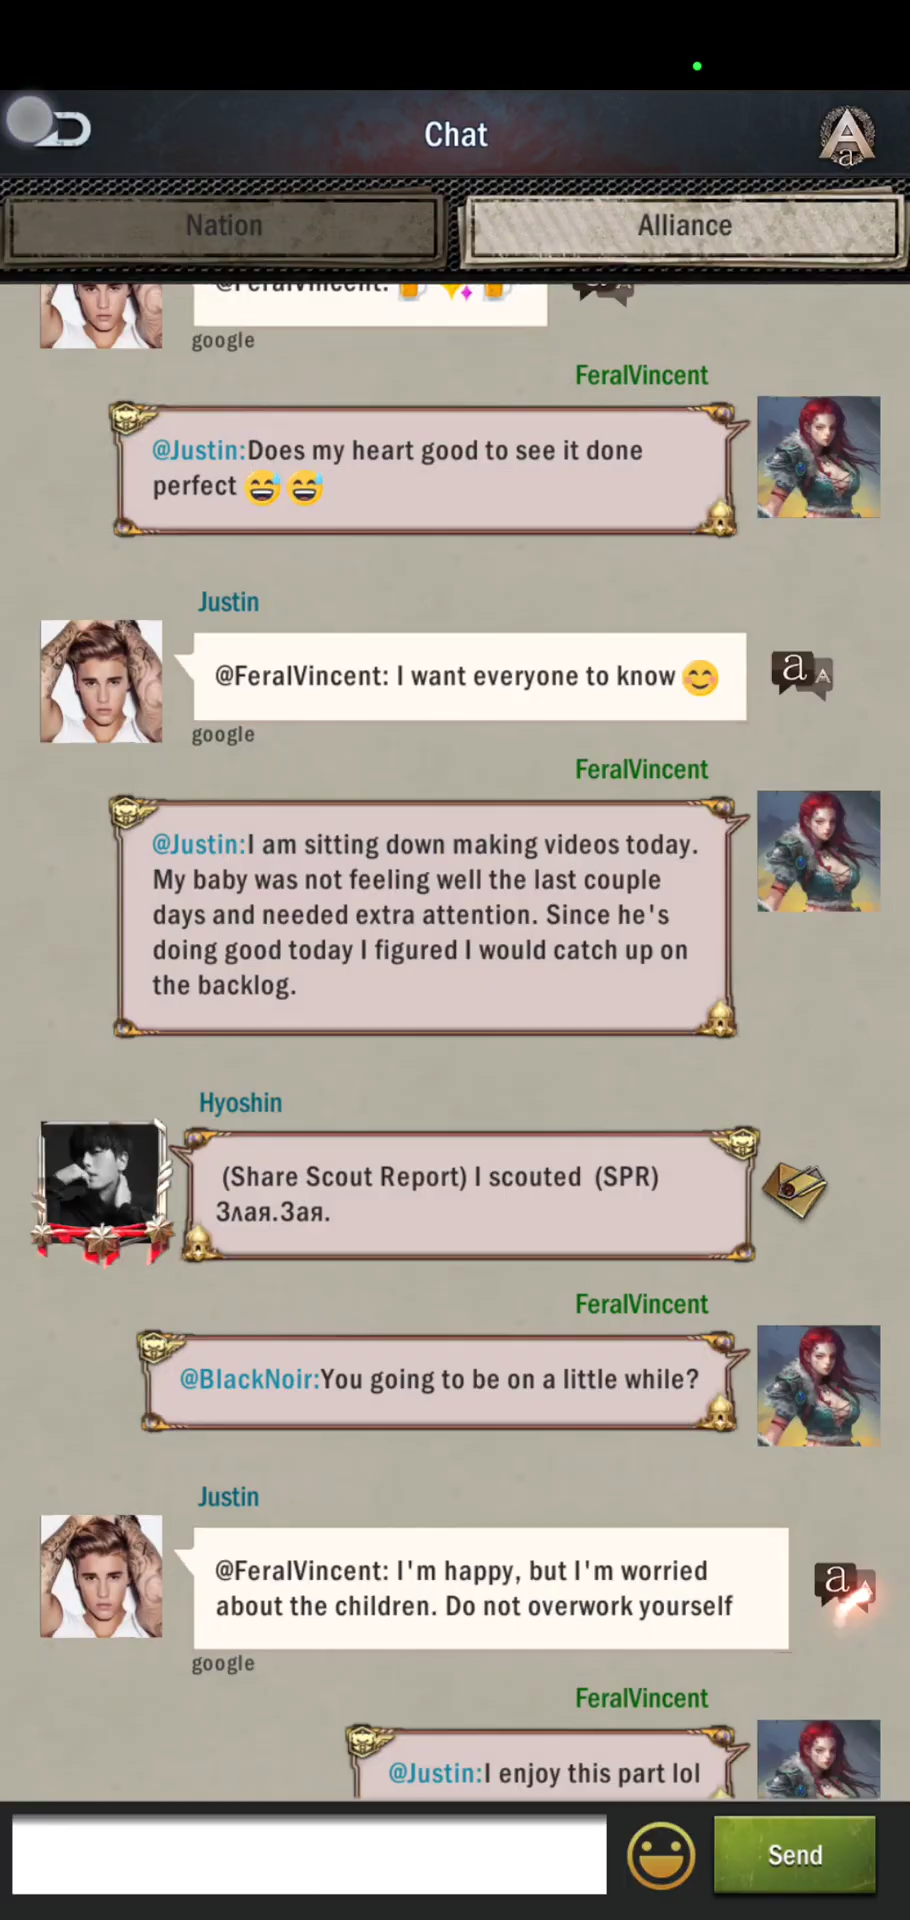 Chat
Nation
Alliance
@FeralVincent: 🍺✨🍺
google
FeralVincent
@Justin:Does my heart good to see it done
perfect 😅😅
Justin
@FeralVincent: I want everyone to know 😊
google
FeralVincent
@Justin:I am sitting down making videos today.
My baby was not feeling well the last couple
days and needed extra attention. Since he's
doing good today I figured I would catch up on
the backlog.
Hyoshin
(Share Scout Report) I scouted (SPR)
Злая.Зая.
FeralVincent
@BlackNoir:You going to be on a little while?
Justin
@FeralVincent: I'm happy, but I'm worried
about the children. Do not overwork yourself
google
FeralVincent
@Justin:I enjoy this part lol
Send